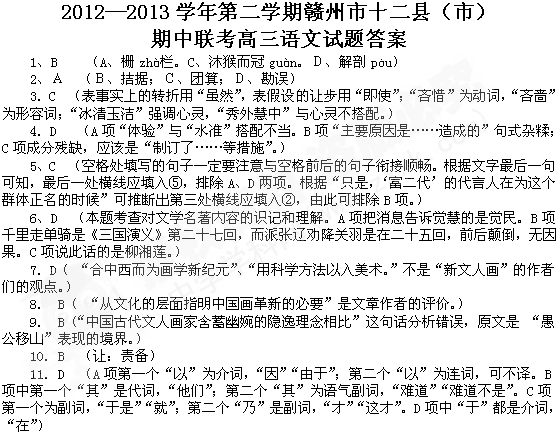 2012—2013 学年第二学期赣州市十二县（市）
期中联考高三语文试题答案
1、B　（A、栅 zhà栏。C、沐猴而冠 guàn。 D、解剖 pōu）
2、 A　（ B、拮据； C、团箕； D、勘误）
3．C　（表事实上的转折用“虽然”，表假设的让步用“即使”；“吝惜”为动词，“吝啬”
为形容词；“冰清玉洁”强调心灵，“秀外慧中”与心灵不搭配。）
4．D　（A 项“体验”与“水准”搭配不当。B 项“主要原因是……造成的”句式杂糅；
C 项成分残缺，应该是“制订了……等措施”。）
5、C　（空格处填写的句子一定要注意与空格前后的句子衔接顺畅。根据文字最后一句
可知，最后一处横线应填入⑤，排除 A、D 两项。根据“只是，‘富二代’的代言人在为这个
群体正名的时候”可推断出第三处横线应填入②，由此可排除 B 项。）
6、D　（本题考查对文学名著内容的识记和理解。A 项把消息告诉觉慧的是觉民。B 项
千里走单骑是《三国演义》第二十七回，而派张辽劝降关羽是在二十五回，前后颠倒，无因
果。C 项说此话的是柳湘莲。）
7．D（ “合中西而为画学新纪元”、“用科学方法以入美术。”不是“新文人画”的作者
们的观点。）
8． B（ “从文化的层面指明中国画革新的必要”是文章作者的评价。）
9． B（“中国古代文人画家含蓄幽婉的隐逸理念相比”这句话分析错误，原文是 “愚
公移山”表现的境界。）
10．B　（让：责备）
11．D　（A 项第一个“以”为介词，“因”“由于”；第二个“以”为连词，可不译。B
项中第一个“其”是代词，“他们”；第二个“其”为语气副词，“难道”“难道不是”。C 项
第一个为副词，“于是”“就”；第二个“乃”是副词，“才”“这才”。D 项中“于”都是介词，
“在”）